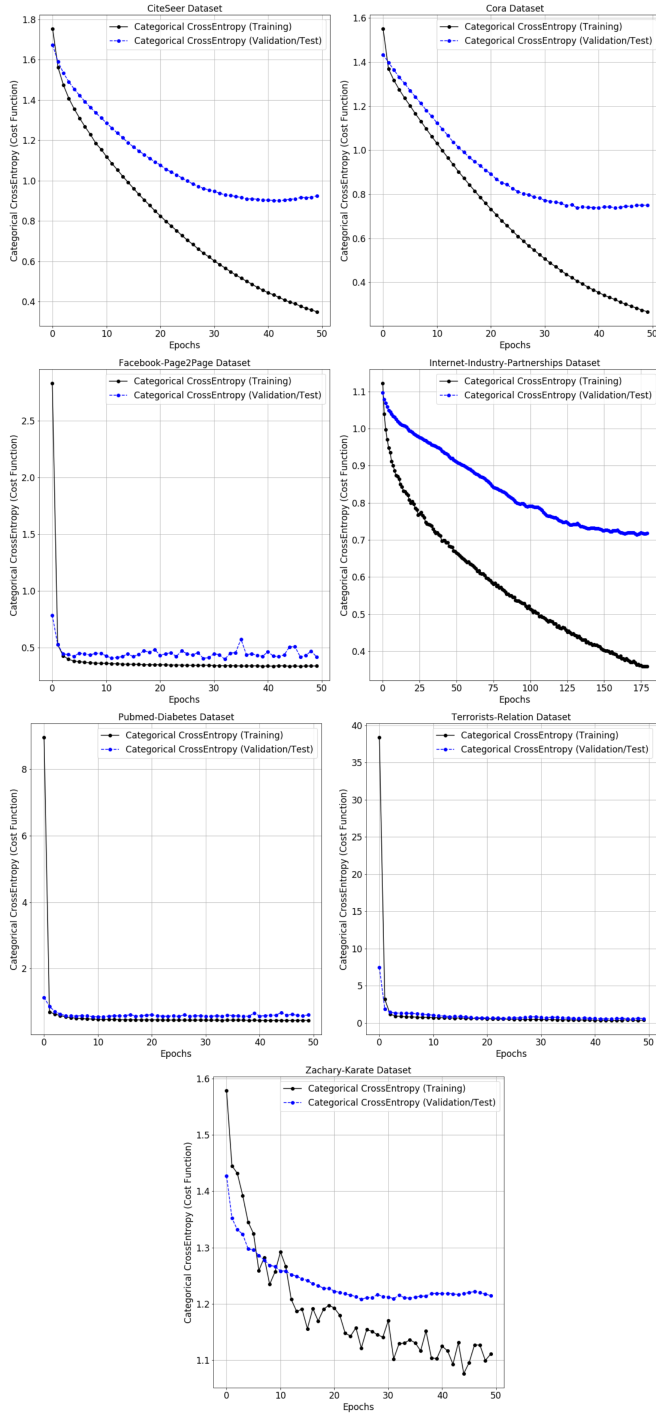 CiteSeer Dataset
Categorical CrossEntropy (Training)
Categorical CrossEntropy (Validation/Test)
Categorical CrossEntropy (Cost Function)
1.8
1.6
1.4
1.2
1.0
0.8
0.6
0.4
0 10 20 30 40 50
Epochs
Cora Dataset
Categorical CrossEntropy (Training)
Categorical CrossEntropy (Validation/Test)
Categorical CrossEntropy (Cost Function)
1.6
1.4
1.2
1.0
0.8
0.6
0.4
0 10 20 30 40 50
Epochs
Facebook-Page2Page Dataset
Categorical CrossEntropy (Training)
Categorical CrossEntropy (Validation/Test)
Categorical CrossEntropy (Cost Function)
2.5
2.0
1.5
1.0
0.5
0 10 20 30 40 50
Epochs
Internet-Industry-Partnerships Dataset
Categorical CrossEntropy (Training)
Categorical CrossEntropy (Validation/Test)
Categorical CrossEntropy (Cost Function)
1.1
1.0
0.9
0.8
0.7
0.6
0.5
0.4
0 25 50 75 100 125 150 175
Epochs
Pubmed-Diabetes Dataset
Categorical CrossEntropy (Training)
Categorical CrossEntropy (Validation/Test)
Categorical CrossEntropy (Cost Function)
8
6
4
2
0 10 20 30 40 50
Epochs
Terrorists-Relation Dataset
Categorical CrossEntropy (Training)
Categorical CrossEntropy (Validation/Test)
Categorical CrossEntropy (Cost Function)
40
35
30
25
20
15
10
5
0
0 10 20 30 40 50
Epochs
Zachary-Karate Dataset
Categorical CrossEntropy (Training)
Categorical CrossEntropy (Validation/Test)
Categorical CrossEntropy (Cost Function)
1.6
1.5
1.4
1.3
1.2
1.1
0 10 20 30 40 50
Epochs